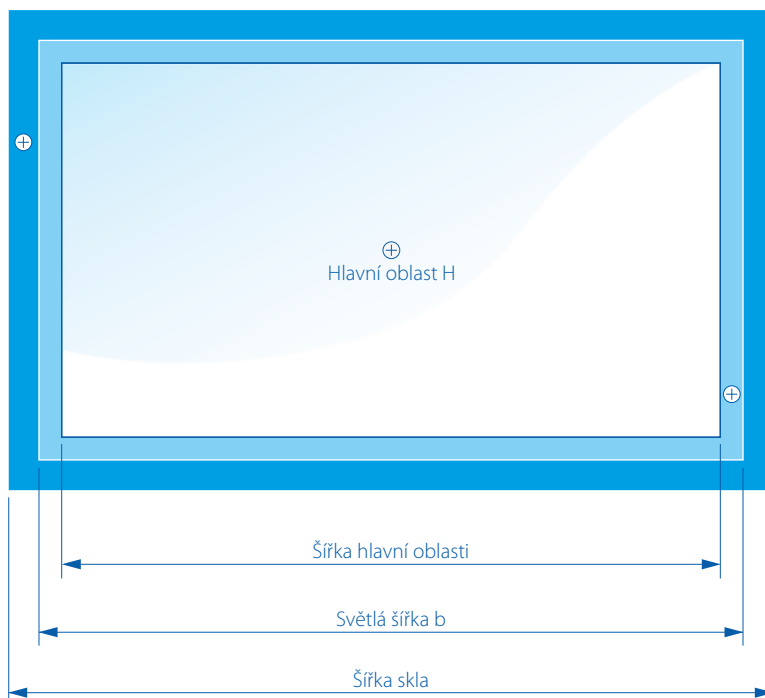 Hlavní oblast H
Šířka hlavní oblasti
Světlá šířka b
Šířka skla